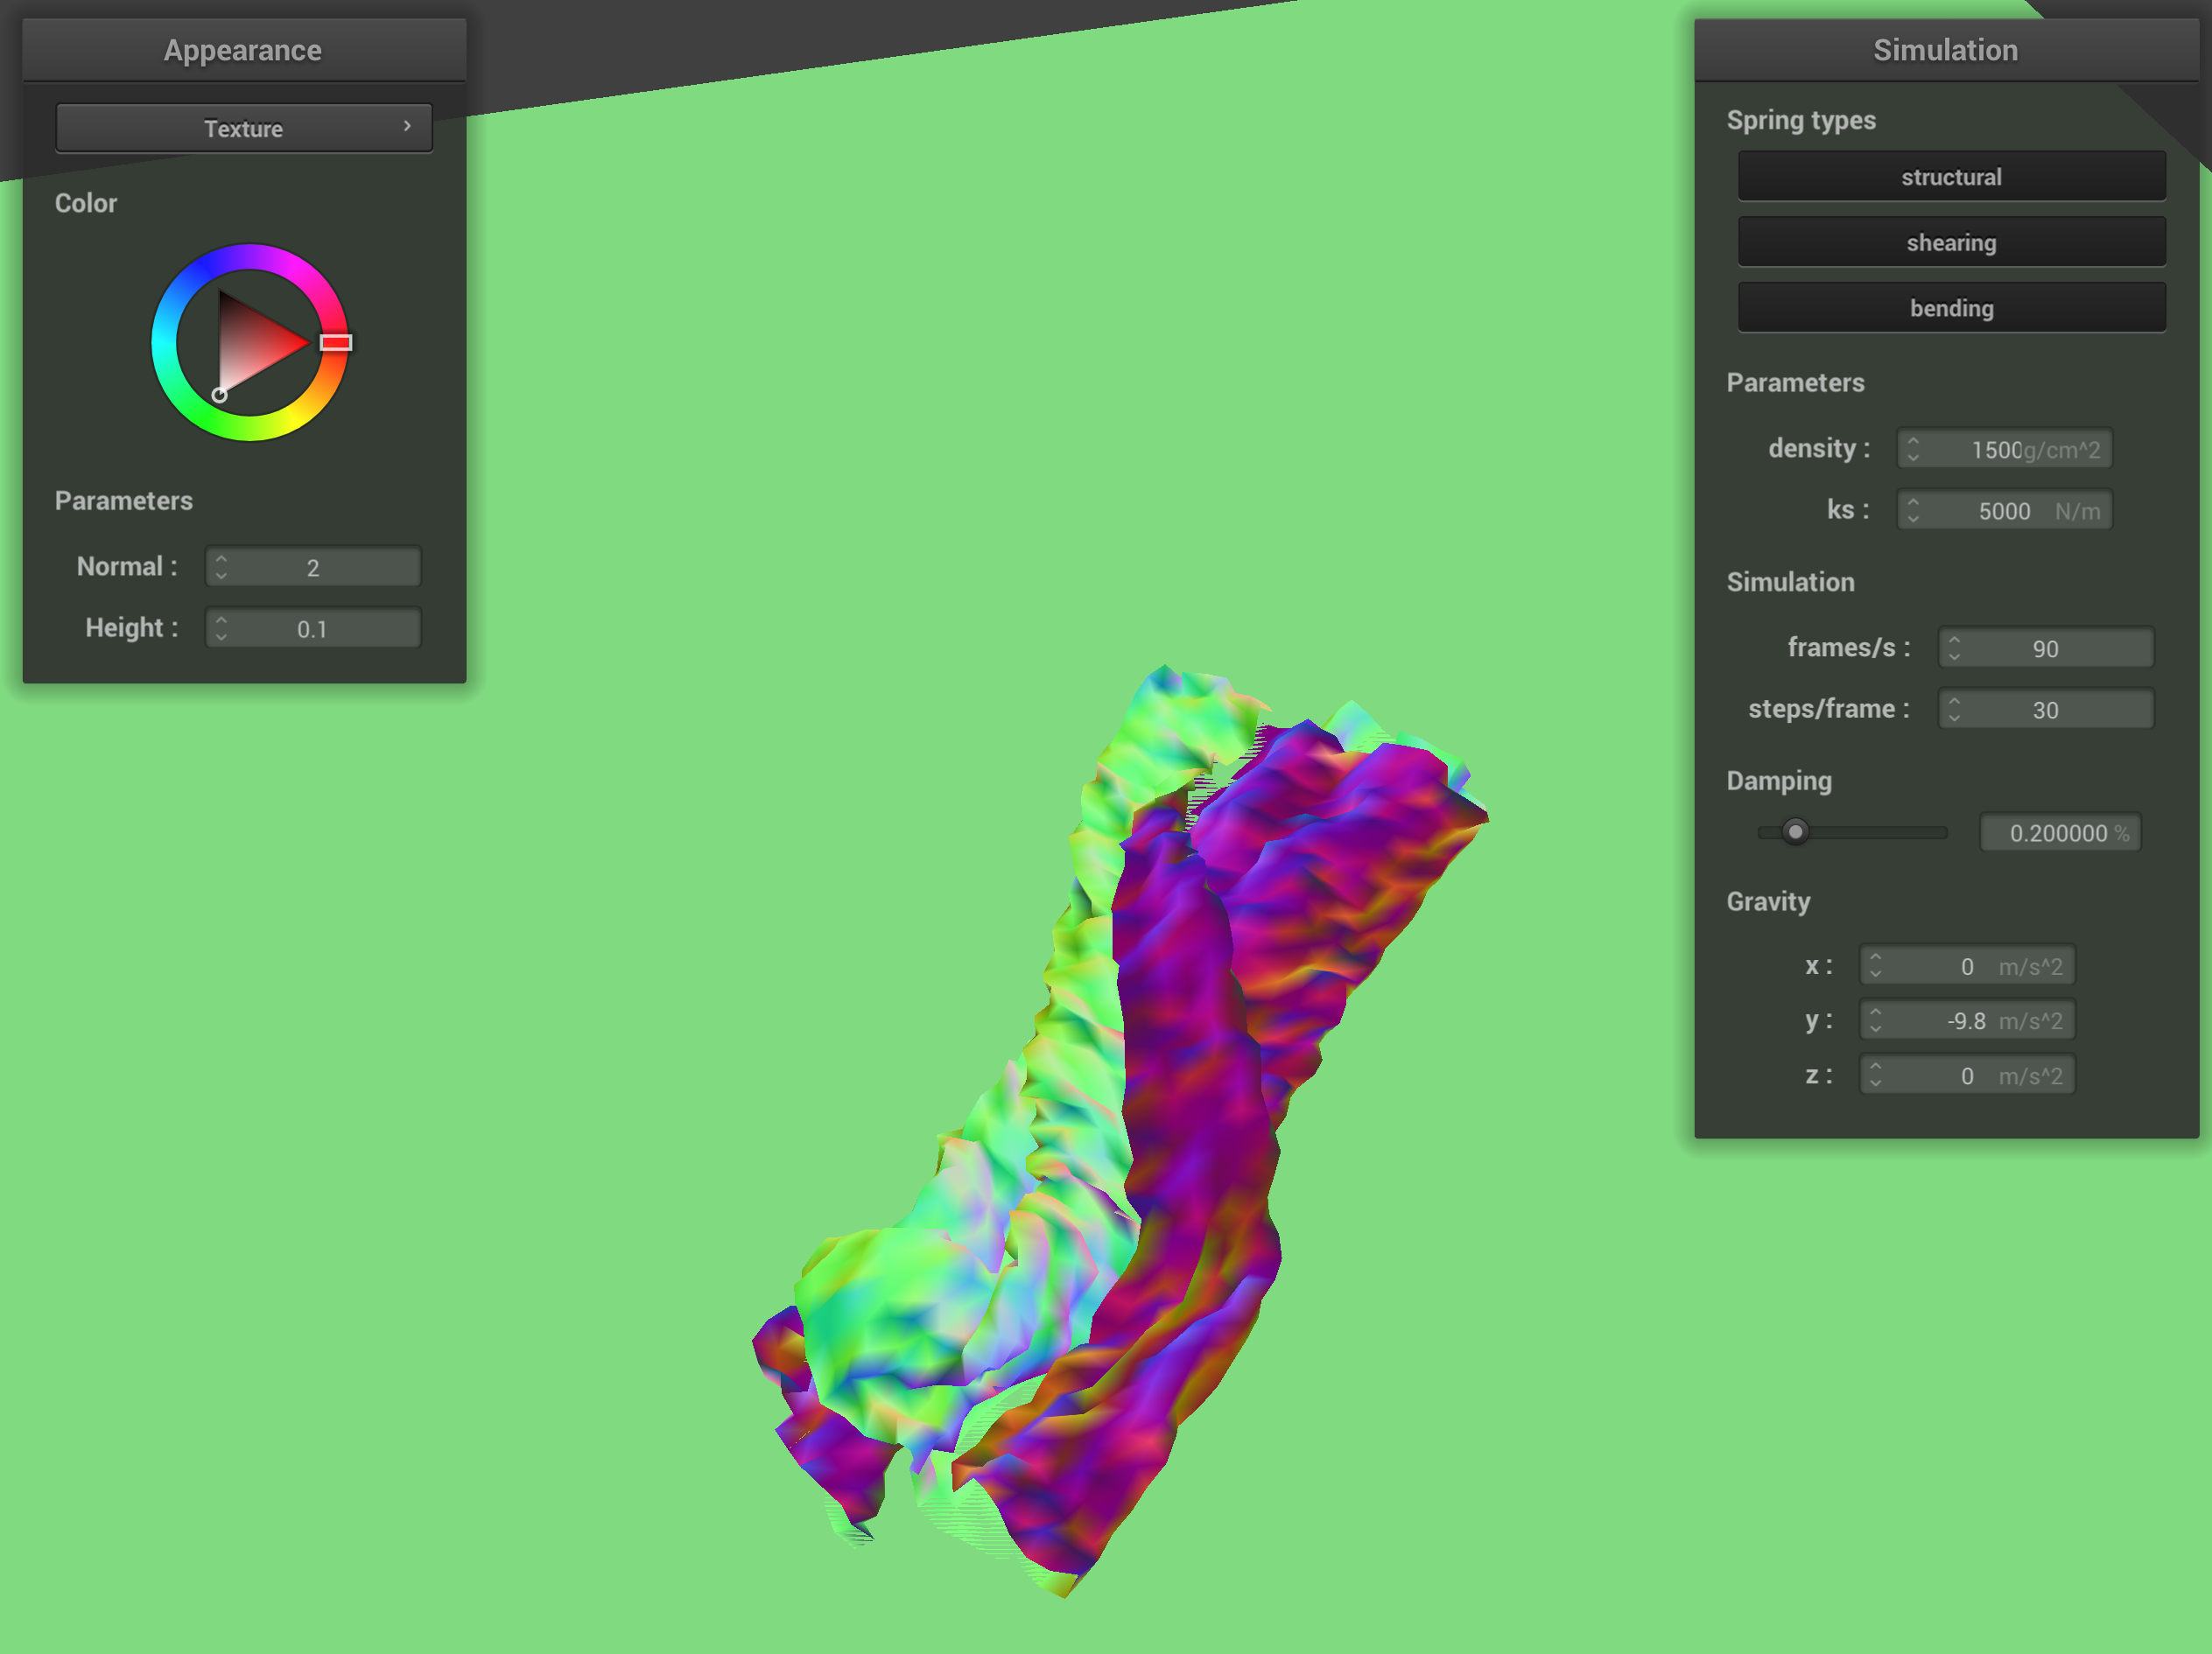 Appearance
Texture
Color
Parameters
Normal : 2
Height : 0.1
Simulation
Spring types
structural
shearing
bending
Parameters
density : 1500g/cm^2
ks : 5000 N/m
Simulation
frames/s : 90
steps/frame : 30
Damping
0.200000 %
Gravity
x : 0 m/s^2
y : -9.8 m/s^2
z : 0 m/s^2